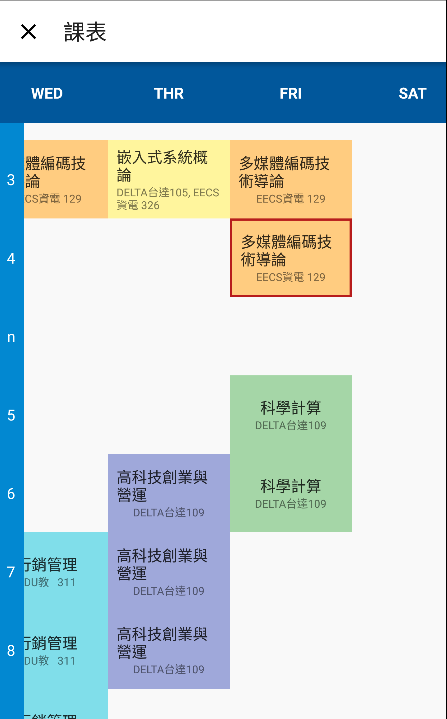 課表
WED THR FRI SAT
3
體編碼技
論
CS資電 129
嵌入式系統概
論
DELTA台達105, EECS
資電 326
多媒體編碼技
術導論
EECS資電 129
4
多媒體編碼技
術導論
EECS資電 129
n
5
科學計算
DELTA台達109
6
高科技創業與
營運
DELTA台達109
科學計算
DELTA台達109
7
行銷管理
DU教 311
高科技創業與
營運
DELTA台達109
8
行銷管理
DU教 311
高科技創業與
營運
DELTA台達109